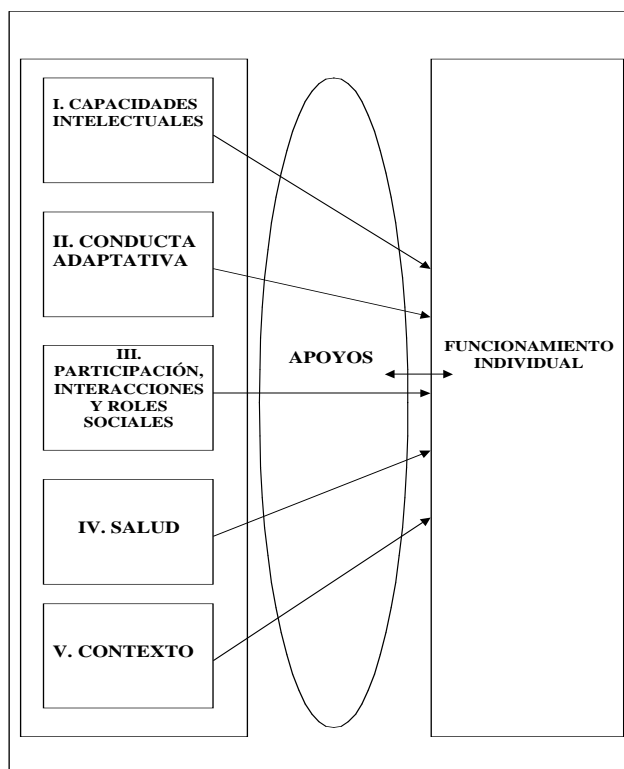 I. CAPACIDADES
INTELECTUALES
II. CONDUCTA
ADAPTATIVA
III.
PARTICIPACIÓN,
INTERACCIONES
Y ROLES
SOCIALES
IV. SALUD
V. CONTEXTO
APOYOS
FUNCIONAMIENTO
INDIVIDUAL